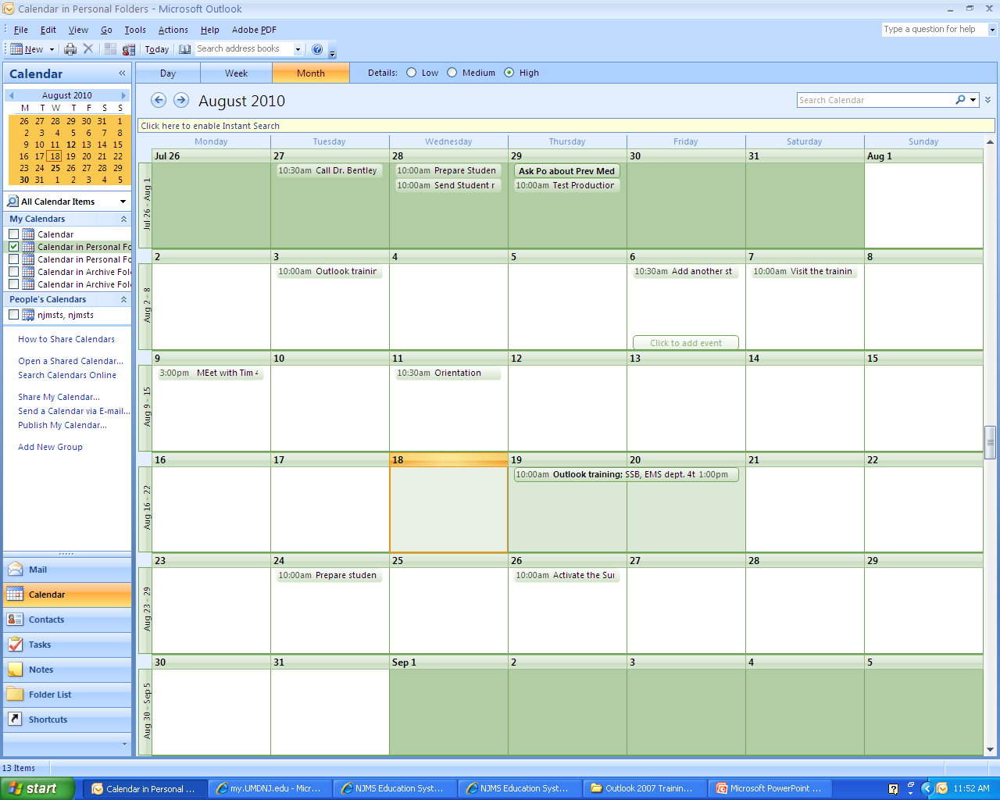 Calendar in Personal Folders - Microsoft Outlook
File Edit View Go Tools Actions Help Adobe PDF
Type a question for help
New Today Search address books
Calendar «
August 2010
M T W T F S S
26 27 28 29 30 31 1
2 3 4 5 6 7 8
9 10 11 12 13 14 15
16 17 18 19 20 21 22
23 24 25 26 27 28 29
30 31 1 2 3 4 5
All Calendar Items
My Calendars
Calendar
Calendar in Personal Fo
Calendar in Personal Fo
Calendar in Archive Fol
Calendar in Archive Fol
People's Calendars
njmsts, njmsts
How to Share Calendars
Open a Shared Calendar...
Search Calendars Online
Share My Calendar...
Send a Calendar via E-mail...
Publish My Calendar...
Add New Group
Mail
Calendar
Contacts
Tasks
Notes
Folder List
Shortcuts
Day Week Month Details: Low Medium High
August 2010
Search Calendar
Click here to enable Instant Search
Monday Tuesday Wednesday Thursday Friday Saturday Sunday
Jul 26 - Aug 1
Jul 26 27 28 29 30 31 Aug 1
10:30am Call Dr. Bentley
10:00am Prepare Studen
10:00am Send Student r
Ask Po about Prev Med
10:00am Test Production
Aug 2 - 8
2 3 4 5 6 7 8
10:00am Outlook trainin
10:30am Add another st
10:00am Visit the trainin
Click to add event
Aug 9 - 15
9 10 11 12 13 14 15
3:00pm MEet with Tim 4
10:30am Orientation
Aug 16 - 22
16 17 18 19 20 21 22
10:00am Outlook training; SSB, EMS dept. 4t 1:00pm
Aug 23 - 29
23 24 25 26 27 28 29
10:00am Prepare studen
10:00am Activate the Sur
Aug 30 - Sep 5
30 31 Sep 1 2 3 4 5
13 Items
start
Calendar in Personal ...
my.UMDNJ.edu - Micr...
NJMS Education Syst...
NJMS Education Syst...
Outlook 2007 Trainin...
Microsoft PowerPoint ...
11:52 AM